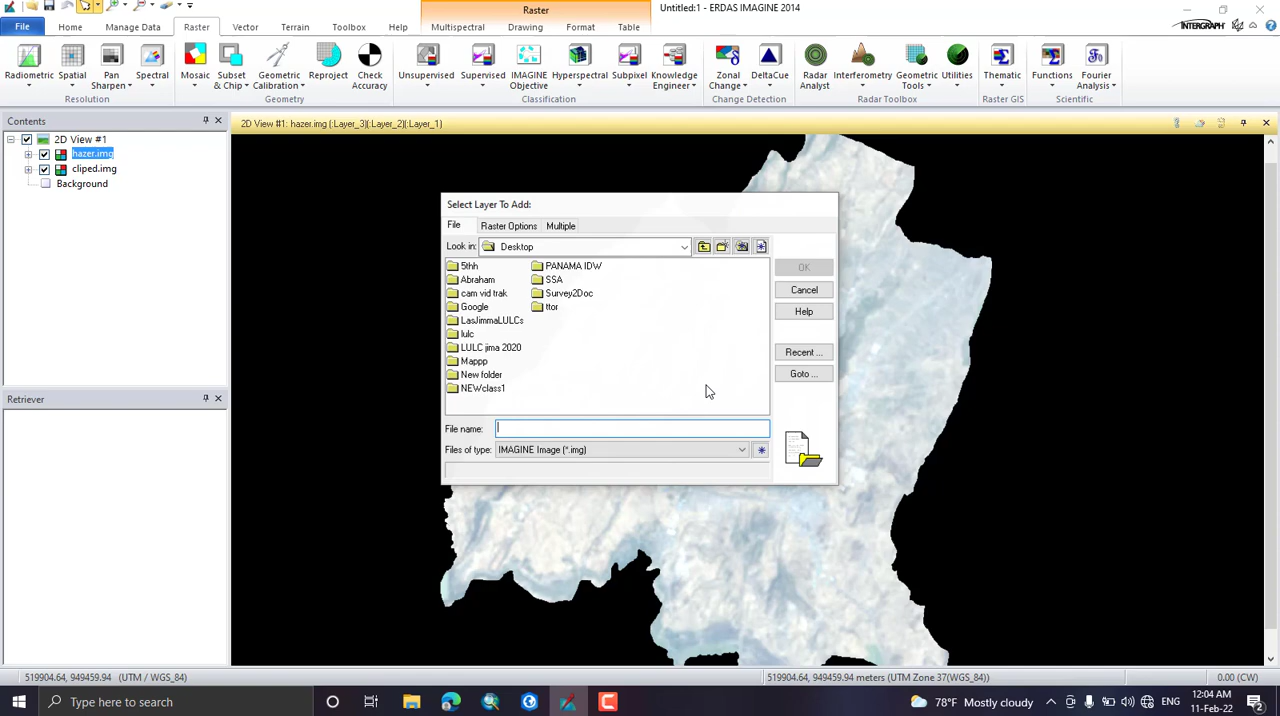 Raster
Untitled:1 - ERDAS IMAGINE 2014
File
Home
Manage Data
Raster
Vector
Terrain
Toolbox
Help
Multispectral
Drawing
Format
Table
INTERGRAPH
Radiometric
Spatial
Pan
Sharpen
Spectral
Mosaic
Subset
& Chip
Geometric
Calibration
Reproject
Check
Accuracy
Unsupervised
Supervised
IMAGINE
Objective
Hyperspectral
Subpixel
Knowledge
Engineer
Zonal
Change
DeltaCue
Radar
Analyst
Interferometry
Geometric
Tools
Utilities
Thematic
Functions
Fourier
Analysis
Resolution
Geometry
Classification
Change Detection
Radar Toolbox
Raster GIS
Scientific
Contents
2D View #1: hazer.img (:Layer_3)(:Layer_2)(:Layer_1)
2D View #1
hazer.img
cliped.img
Background
Retriever
Select Layer To Add:
File
Raster Options
Multiple
Look in:
Desktop
5thh
Abraham
cam vid trak
Google
LasJimmaLULCs
lulc
LULC jima 2020
Mappp
New folder
NEWclass1
PANAMA IDW
SSA
Survey2Doc
ttor
OK
Cancel
Help
Recent ...
Goto ...
File name:
Files of type:
IMAGINE Image (*.img)
519904.64, 949459.94 (UTM / WGS_84)
519904.64, 949459.94 meters (UTM Zone 37(WGS_84))
0.00 (CW)
Type here to search
78°F Mostly cloudy
ENG
12:04 AM
11-Feb-22
2